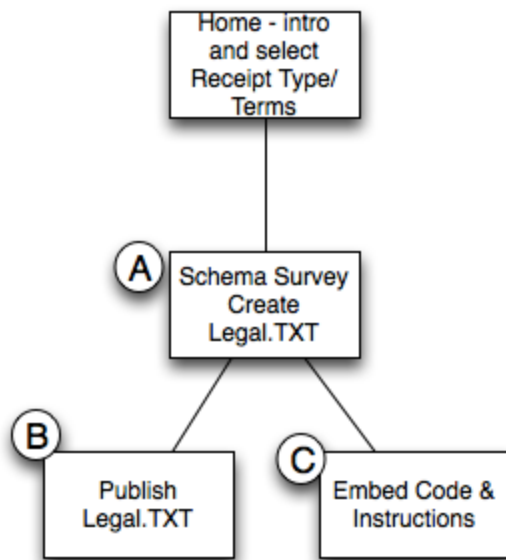 Home - intro
and select
Receipt Type/
Terms
A
Schema Survey
Create
Legal.TXT
B
Publish
Legal.TXT
C
Embed Code &
Instructions